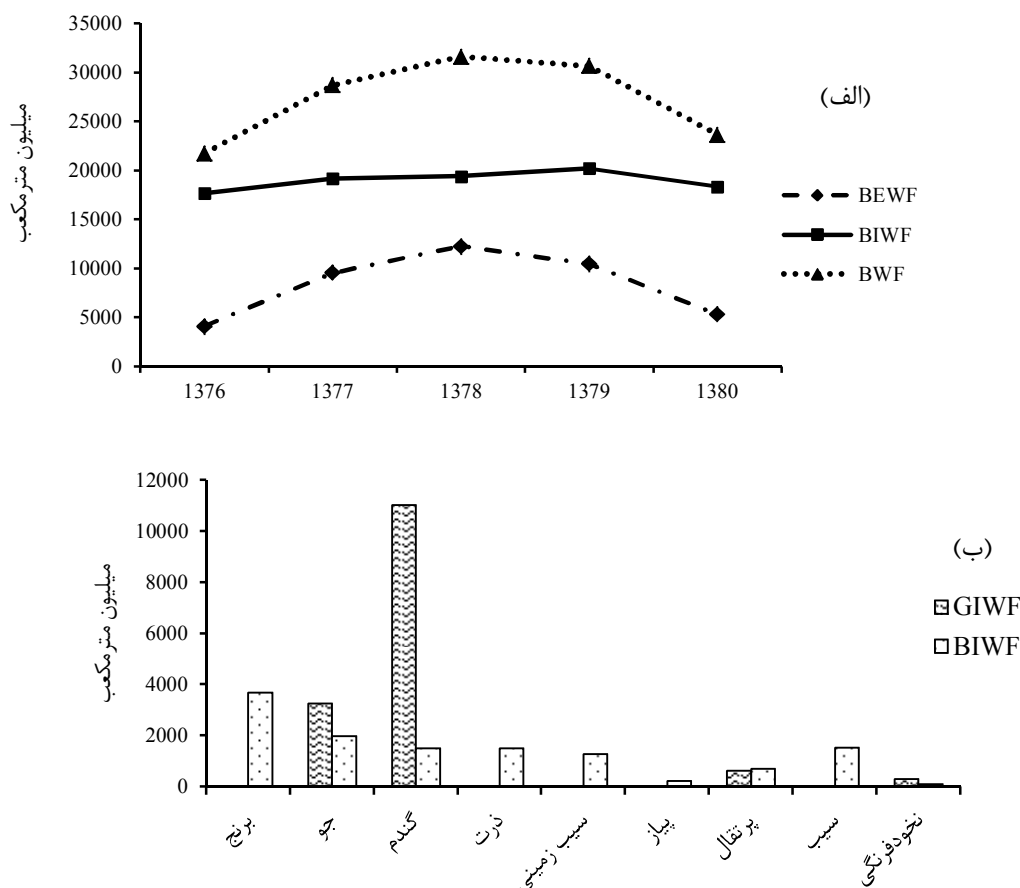 35000
30000
25000
20000
15000
10000
5000
0
میلیون مترمکعب
1376 1377 1378 1379 1380
(الف)
BEWF
BIWF
BWF
12000
10000
8000
6000
4000
2000
0
میلیون مترمکعب
برنج جو گندم ذرت سیب زمینی پیاز پرتقال سیب نخودفرنگی
(ب)
GIWF
BIWF